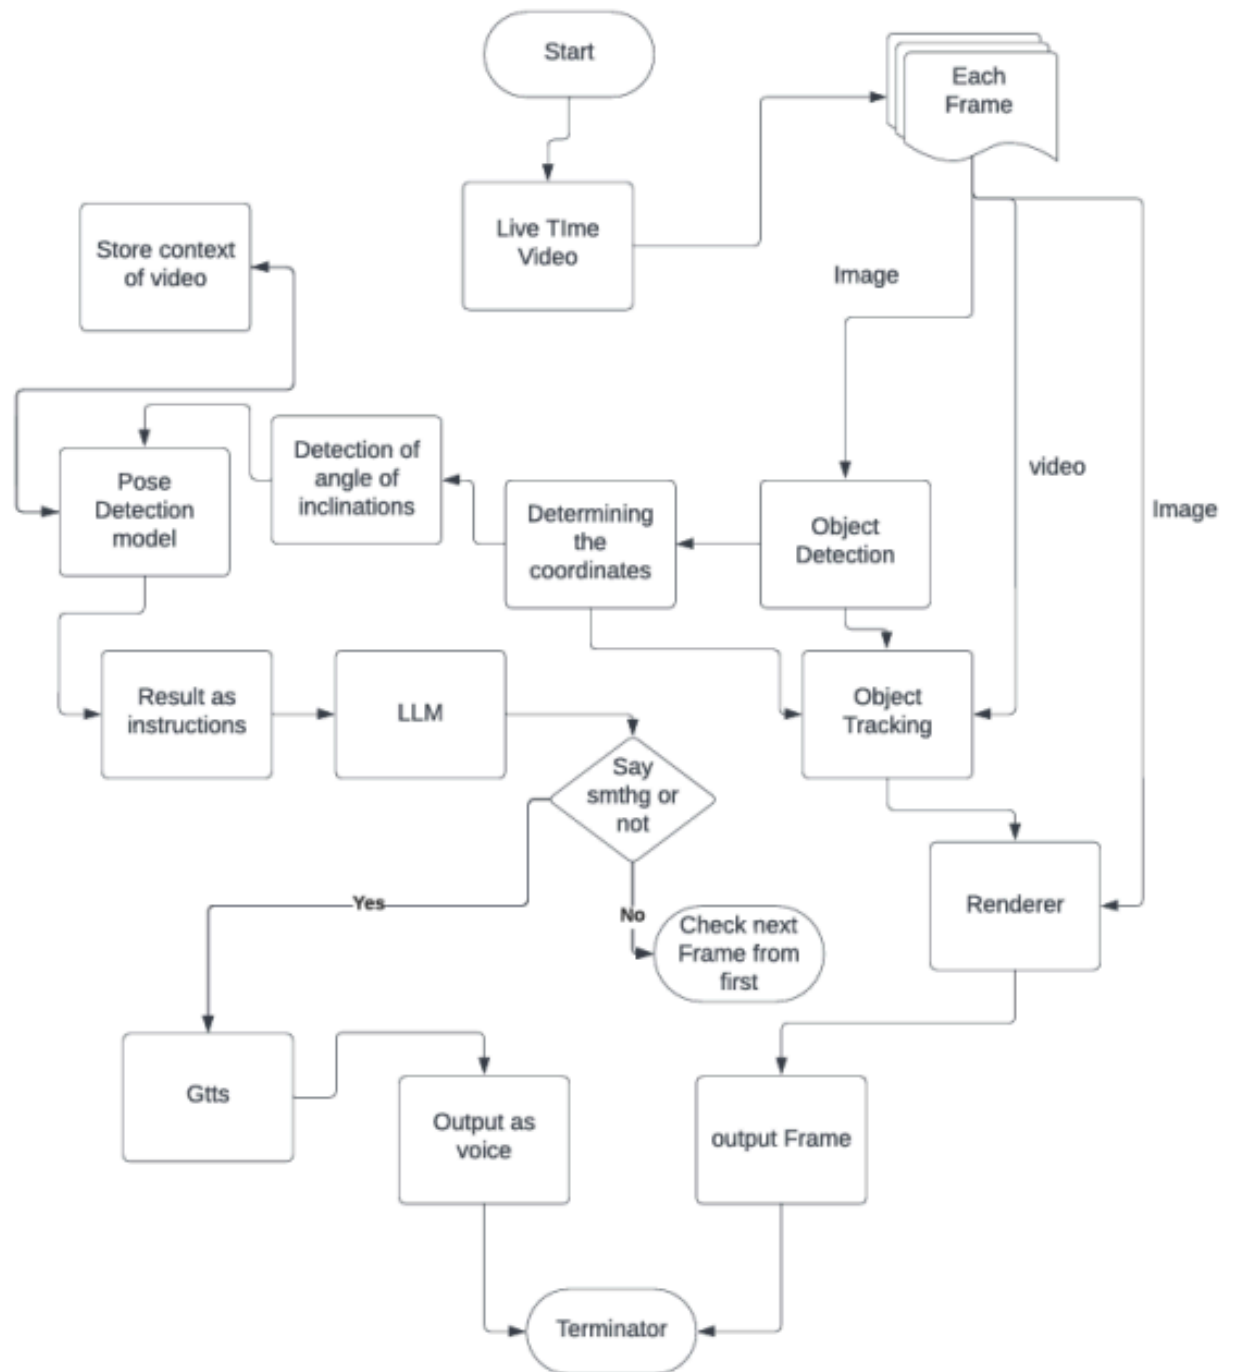 Start
Each
Frame
Live TIme
Video
Store context
of video
Image
Detection of
angle of
inclinations
Pose
Detection
model
Determining
the
coordinates
Object
Detection
video
Image
Result as
instructions
LLM
Object
Tracking
Say
smthg or
not
Yes
No
Renderer
Check next
Frame from
first
Gtts
Output as
voice
output Frame
Terminator